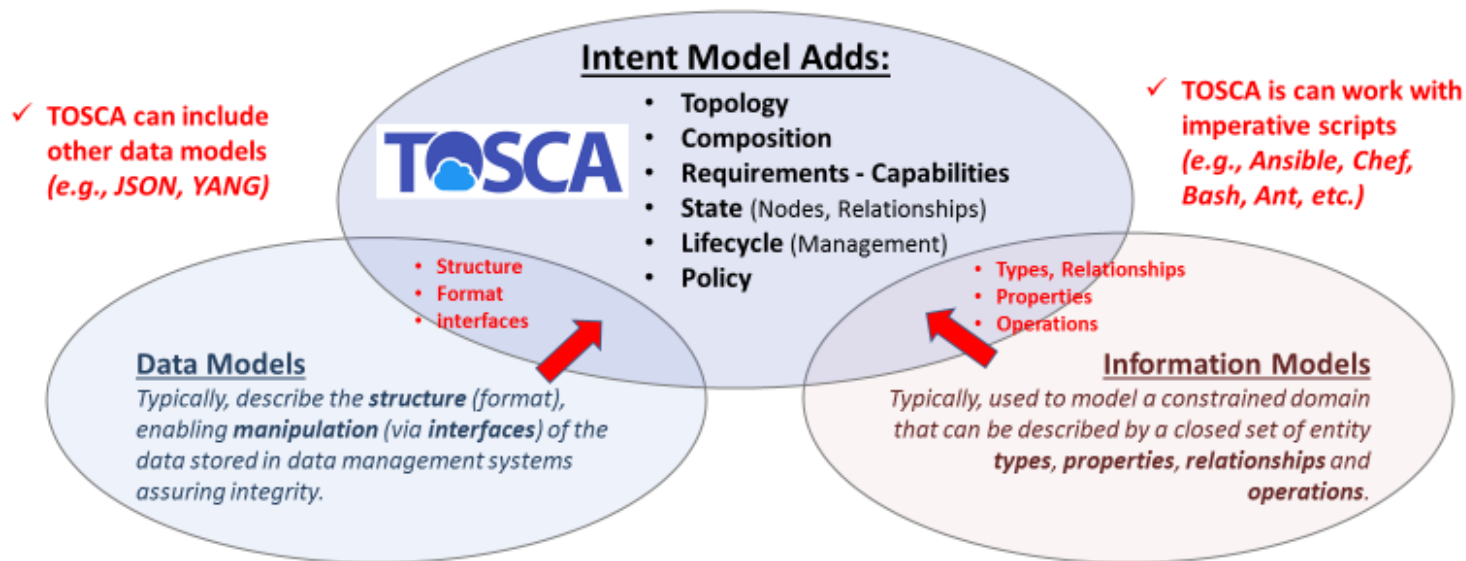 Intent Model Adds:
• Topology
• Composition
• Requirements - Capabilities
• State (Nodes, Relationships)
• Lifecycle (Management)
• Policy
TOSCA
✓ TOSCA can include
other data models
(e.g., JSON, YANG)
✓ TOSCA is can work with
imperative scripts
(e.g., Ansible, Chef,
Bash, Ant, etc.)
• Structure
• Format
• interfaces
• Types, Relationships
• Properties
• Operations
Data Models
Typically, describe the structure (format),
enabling manipulation (via interfaces) of the
data stored in data management systems
assuring integrity.
Information Models
Typically, used to model a constrained domain
that can be described by a closed set of entity
types, properties, relationships and
operations.